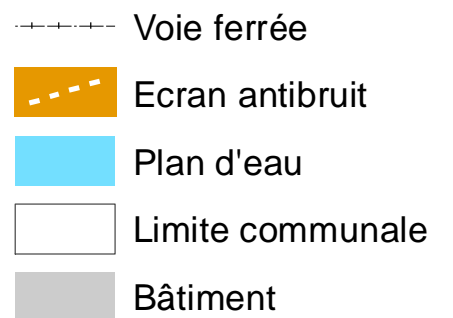 Voie ferrée
Ecran antibruit
Plan d'eau
Limite communale
Bâtiment